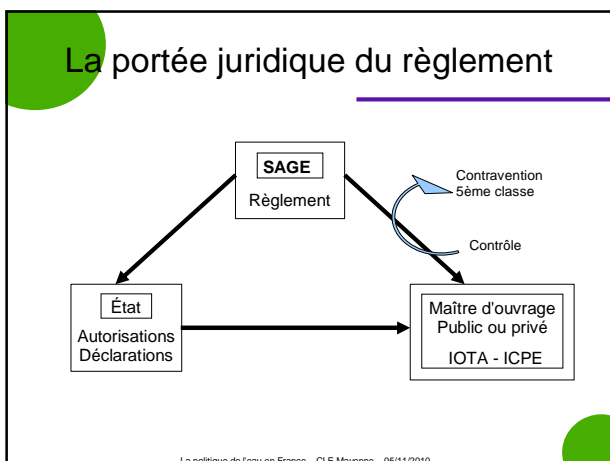 La portée juridique du règlement
SAGE
Règlement
Contravention
5ème classe
Contrôle
État
Autorisations
Déclarations
Maître d'ouvrage
Public ou privé
IOTA - ICPE
La politique de l'eau en France – CLE Mayenne – 05/11/2010